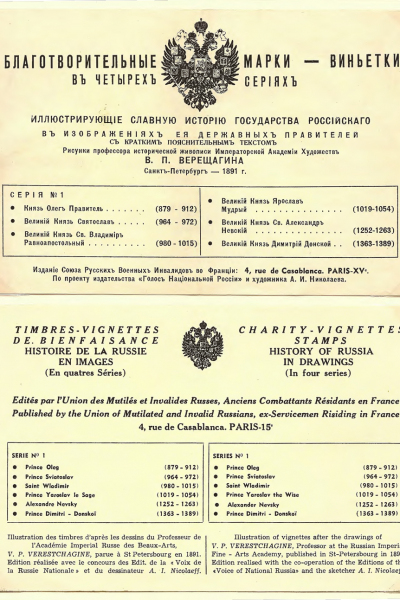 БЛАГОТВОРИТЕЛЬНЫЕ МАРКИ — ВИНЬЕТКИ
ВЪ ЧЕТЫРЕХЪ СЕРІЯХЪ
ИЛЛЮСТРИРУЮЩІЕ СЛАВНУЮ ИСТОРІЮ ГОСУДАРСТВА РОССІЙСКАГО
ВЪ ИЗОБРАЖЕНІЯХЪ ЕЯ ДЕРЖАВНЫХЪ ПРАВИТЕЛЕЙ
СЪ КРАТКИМЪ ПОЯСНИТЕЛЬНЫМЪ ТЕКСТОМЪ
Рисунки профессора исторической живописи Императорской Академіи Художествъ
В. П. ВЕРЕЩАГИНА
Санктъ-Петербургъ — 1891 г.
СЕРІЯ №1
● Князь Олегъ Правитель . . . . . . . (879 - 912)
● Великій Князь Святославъ . . . . . (964 - 972)
● Великій Князь Св. Владиміръ
Равноапостольный . . . . . . . . . . (980 - 1015)
● Великій Князь Ярославъ
Мудрый . . . . . . . . . . . . . . . . (1019-1054)
● Великій Князь Св. Александръ
Невскій . . . . . . . . . . . . . . . . (1252-1263)
● Великій Князь Димитрій Донской . . (1363-1389)
Изданіе Союза Русскихъ Военныхъ Инвалидовъ во Франціи: 4, rue de Casablanca. PARIS-XVᵉ.
По проекту издательства «Голосъ Національной Россіи» и художника А. И. Николаева.
TIMBRES-VIGNETTES
DE BIENFAISANCE
HISTOIRE DE LA RUSSIE
EN IMAGES
(En quatres Séries)
CHARITY-VIGNETTES
STAMPS
HISTORY OF RUSSIA
IN DRAWINGS
(In four series)
Edités par l'Union des Mutilés et Invalides Russes, Anciens Combattants Résidants en France
Published by the Union of Mutilated and Invalid Russians, ex-Servicemen Risiding in France
4, rue de Casablanca. PARIS-15ᵉ
SERIE Nº 1
● Prince Oleg (879 - 912)
● Prince Sviatoslav (964 - 972)
● Saint Wladimir (980 - 1015)
● Prince Yaroslav le Sage (1019 - 1054)
● Alexandre Nevsky (1252 - 1263)
● Prince Dimitri - Donskoï (1363 - 1389)
SERIES Nº 1
● Prince Oleg (879 - 912)
● Prince Sviatoslav (964 - 972)
● Saint Wladimir (980 - 1015)
● Prince Yaroslav the Wise (1019 - 1054)
● Alexander Nevsky (1252 - 1263)
● Prince Dimitri - Donskoï (1363 - 1389)
Illustration des timbres d'après les dessins du Professeur de
l'Académie Imperial Russe des Beaux-Arts,
V. P. VERESTCHAGINE, parue à St Petersbourg en 1891.
Edition réalisée avec le concours des Edit. de la « Voix de
la Russie Nationale » et du dessinateur A. I. Nicolaeff.
Illustration of vignettes after the drawings of
V. P. VERESTCHAGINE, Professor at the Russian Imperial
Fine - Arts Academy, published in St-Petersbourg in 1891
Edition realised with the co-operation of the Editions of the
«Voice of National Russia» and the sketcher A. I. Nicolaeff